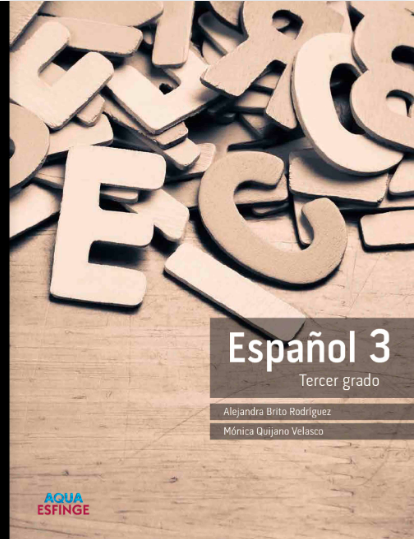 Español 3
Tercer grado
Alejandra Brito Rodríguez
Mónica Quijano Velasco
AQUA
ESFINGE